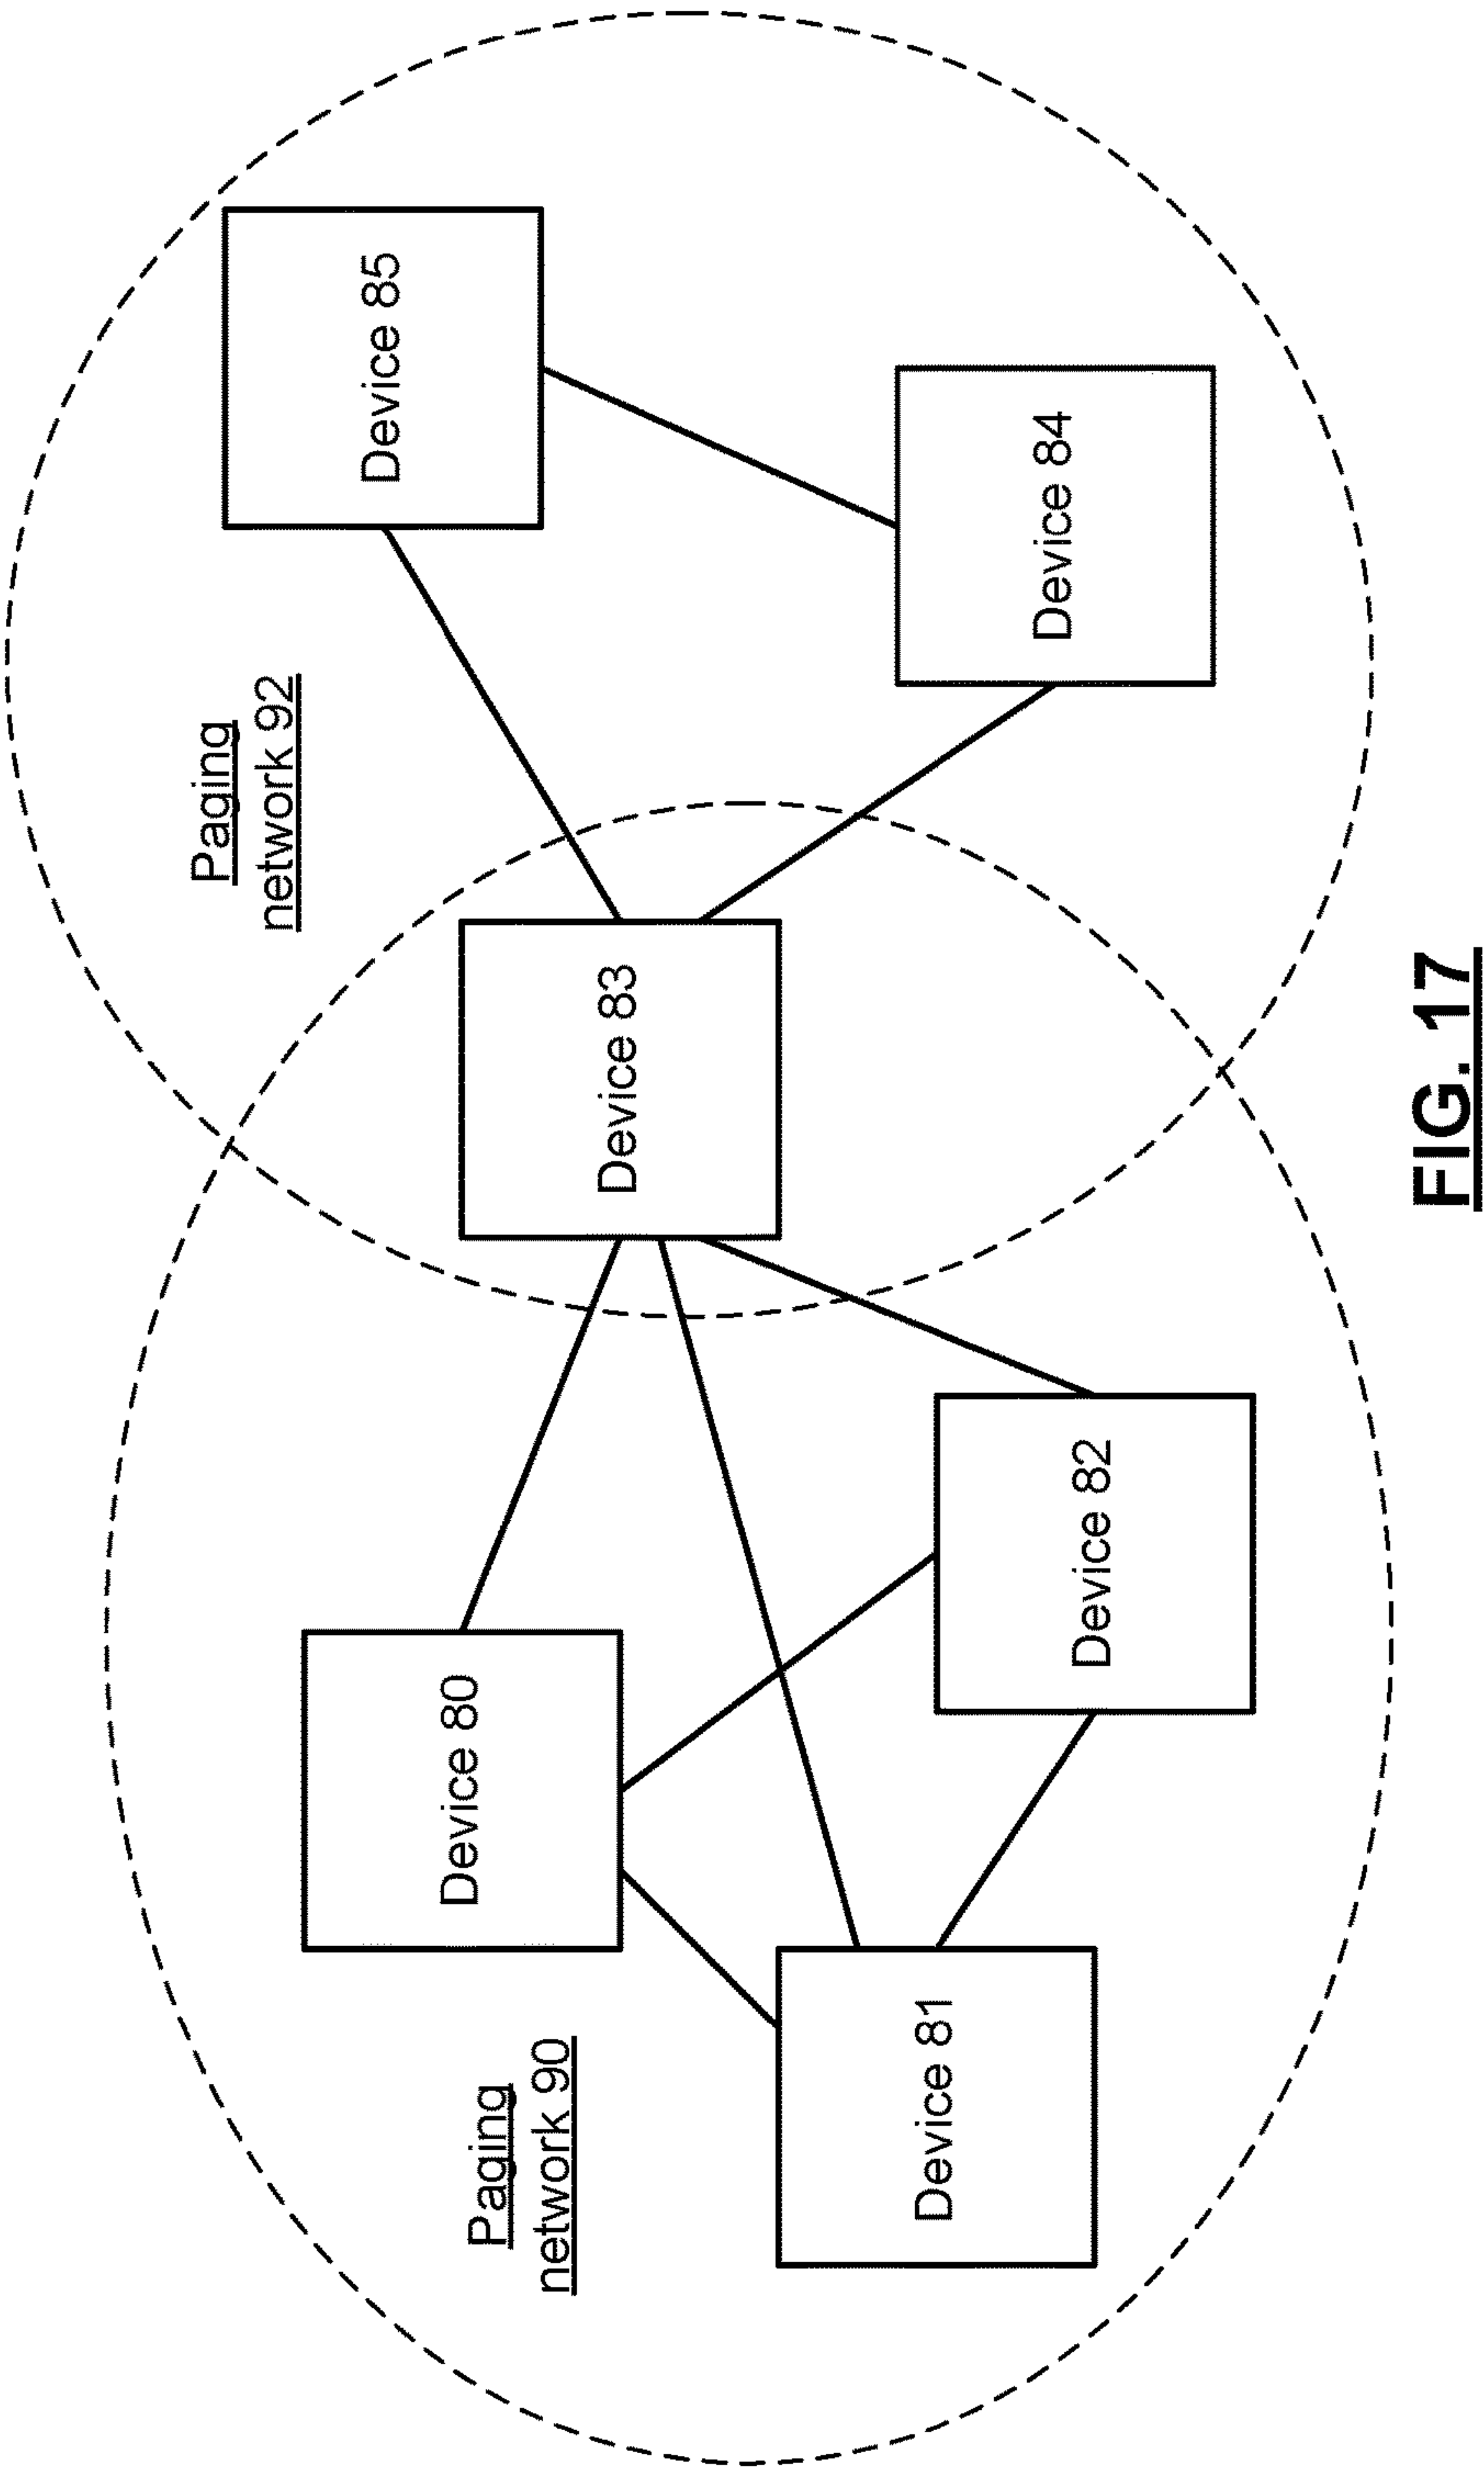 Paging
network 90
Device 80
Device 81
Device 82
Device 83
Paging
network 92
Device 85
Device 84
FIG. 17